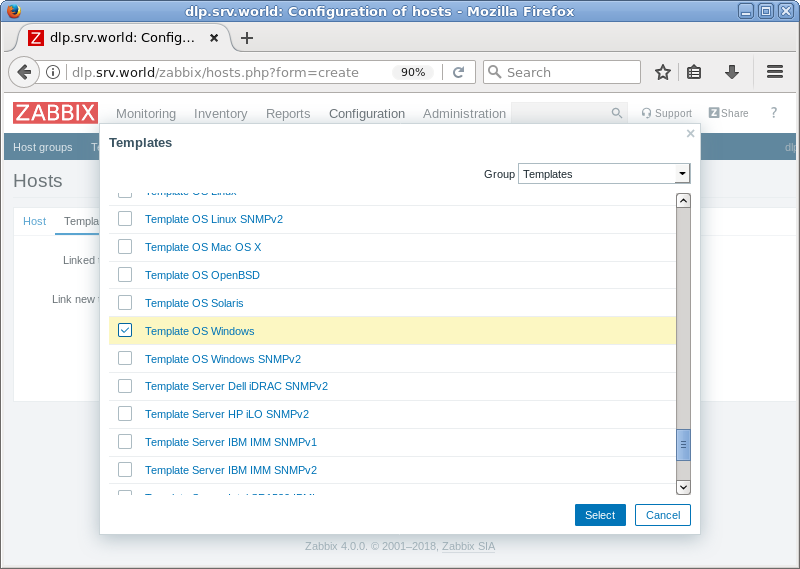 dlp.srv.world: Configuration of hosts - Mozilla Firefox
Z dlp.srv.world: Config...
dlp.srv.world/zabbix/hosts.php?form=create 90% Search
ZABBIX Monitoring Inventory Reports Configuration Administration Support Z Share ?
Host groups
Templates
Group Templates
Hosts
Host Templa
Linked
Link new
Template OS Linux
Template OS Linux SNMPv2
Template OS Mac OS X
Template OS OpenBSD
Template OS Solaris
Template OS Windows
Template OS Windows SNMPv2
Template Server Dell iDRAC SNMPv2
Template Server HP iLO SNMPv2
Template Server IBM IMM SNMPv1
Template Server IBM IMM SNMPv2
Select Cancel
Zabbix 4.0.0. © 2001–2018, Zabbix SIA